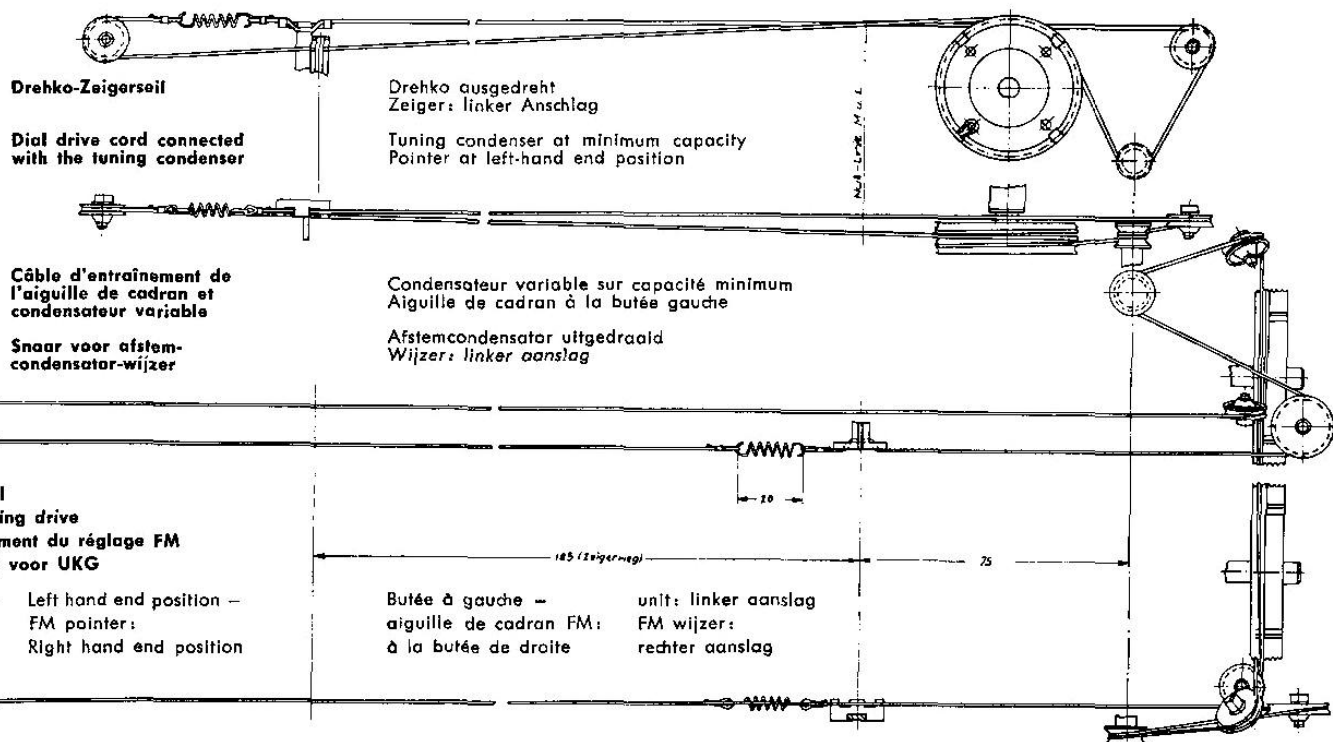 Drehko-Zeigerseil
Drehko ausgedreht
Zeiger: linker Anschlag
Dial drive cord connected
with the tuning condenser
Tuning condenser at minimum capacity
Pointer at left-hand end position
Câble d'entraînement de
l'aiguille de cadran et
condensateur variable
Condensateur variable sur capacité minimum
Aiguille de cadran à la butée gauche
Snaar voor afstem-
condensator-wijzer
Afstemcondensator uitgedraaid
Wijzer: linker aanslag
20
l
ing drive
ment du réglage FM
voor UKG
185 (Zeigerweg)
75
Left hand end position –
FM pointer:
Right hand end position
Butée à gauche –
aiguille de cadran FM:
à la butée de droite
unit: linker aanslag
FM wijzer:
rechter aanslag